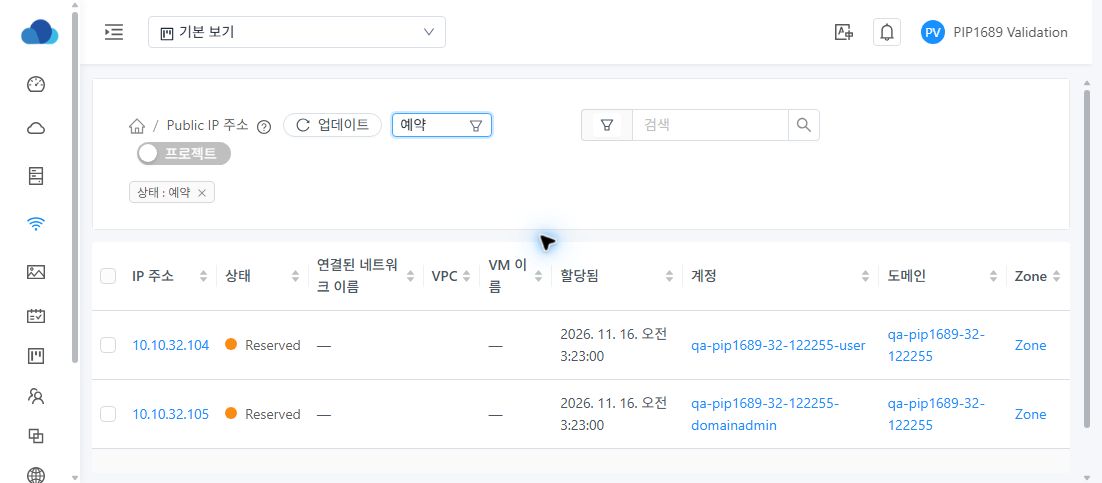 기본 보기
PV PIP1689 Validation
/ Public IP 주소 업데이트 예약 검색
프로젝트
상태 : 예약
IP 주소 상태 연결된 네트워크 이름 VPC VM 이름 할당됨 계정 도메인 Zone
10.10.32.104 Reserved — — 2026. 11. 16. 오전 3:23:00 qa-pip1689-32-122255-user qa-pip1689-32-122255 Zone
10.10.32.105 Reserved — — 2026. 11. 16. 오전 3:23:00 qa-pip1689-32-122255-domainadmin qa-pip1689-32-122255 Zone